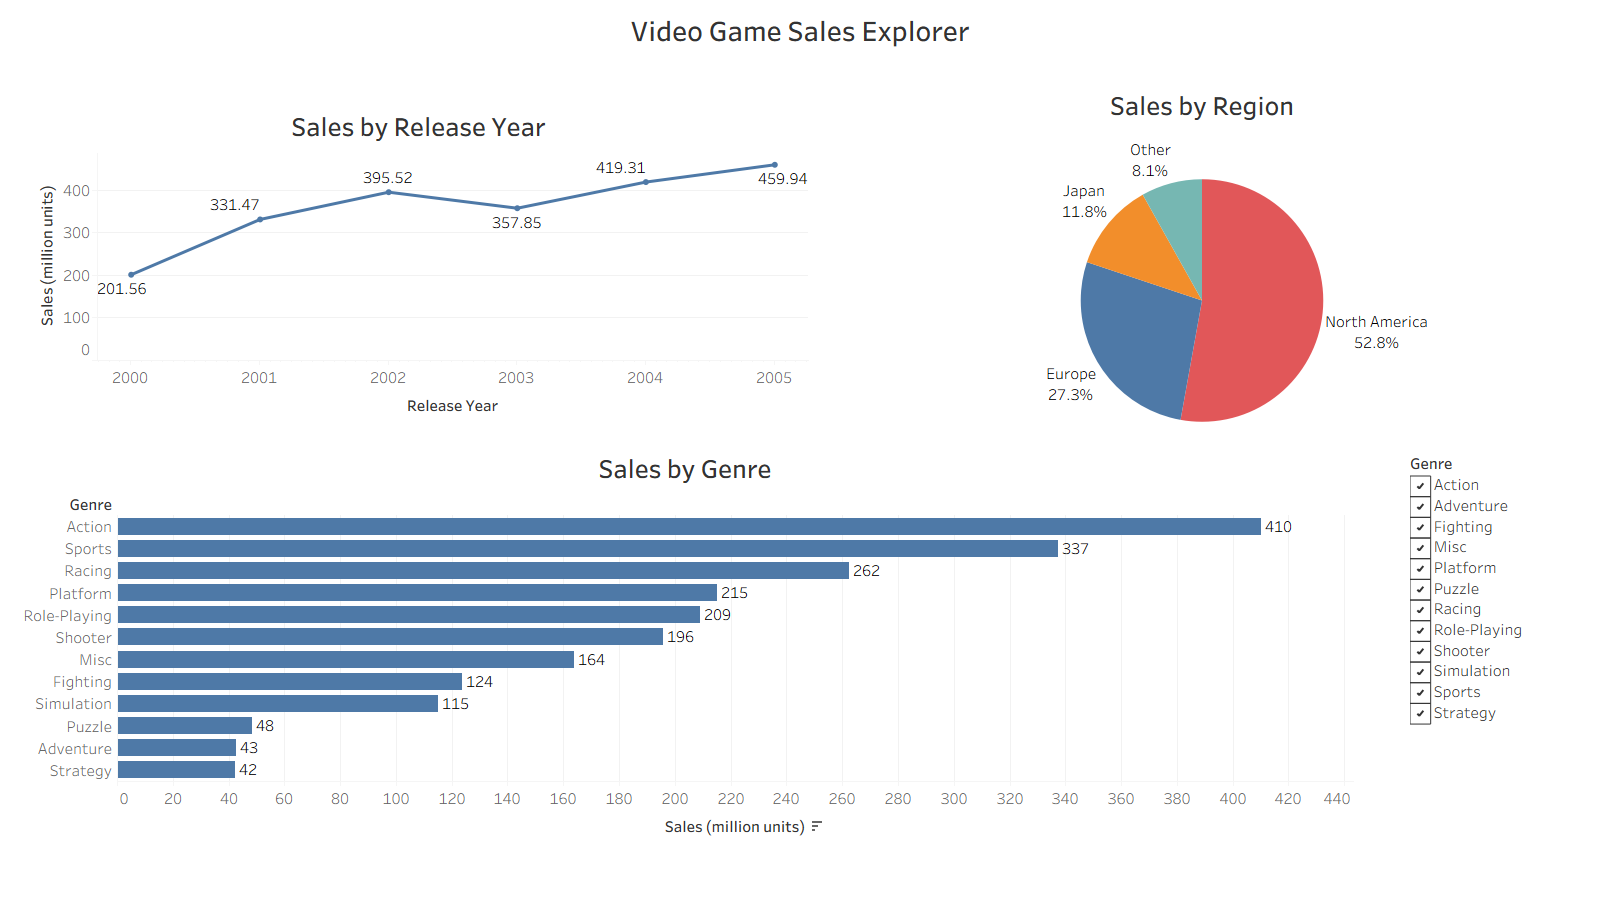 Video Game Sales Explorer
Sales by Release Year
Sales (million units)
400
300
200
100
0
201.56
331.47
395.52
357.85
419.31
459.94
2000 2001 2002 2003 2004 2005
Release Year
Sales by Region
Other
8.1%
Japan
11.8%
North America
52.8%
Europe
27.3%
Sales by Genre
Genre
Action 410
Sports 337
Racing 262
Platform 215
Role-Playing 209
Shooter 196
Misc 164
Fighting 124
Simulation 115
Puzzle 48
Adventure 43
Strategy 42
0 20 40 60 80 100 120 140 160 180 200 220 240 260 280 300 320 340 360 380 400 420 440
Sales (million units)
Genre
Action
Adventure
Fighting
Misc
Platform
Puzzle
Racing
Role-Playing
Shooter
Simulation
Sports
Strategy